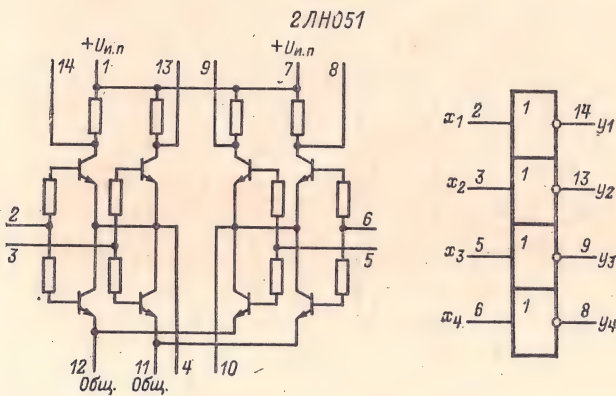 2ЛН051
+Uи.п
+Uи.п
14 1 13 9 7 8
2
3
6
5
12 11 4 10
Общ. Общ.
x1 2 1 14 y1
x2 3 1 13 y2
x3 5 1 9 y3
x4 6 1 8 y4